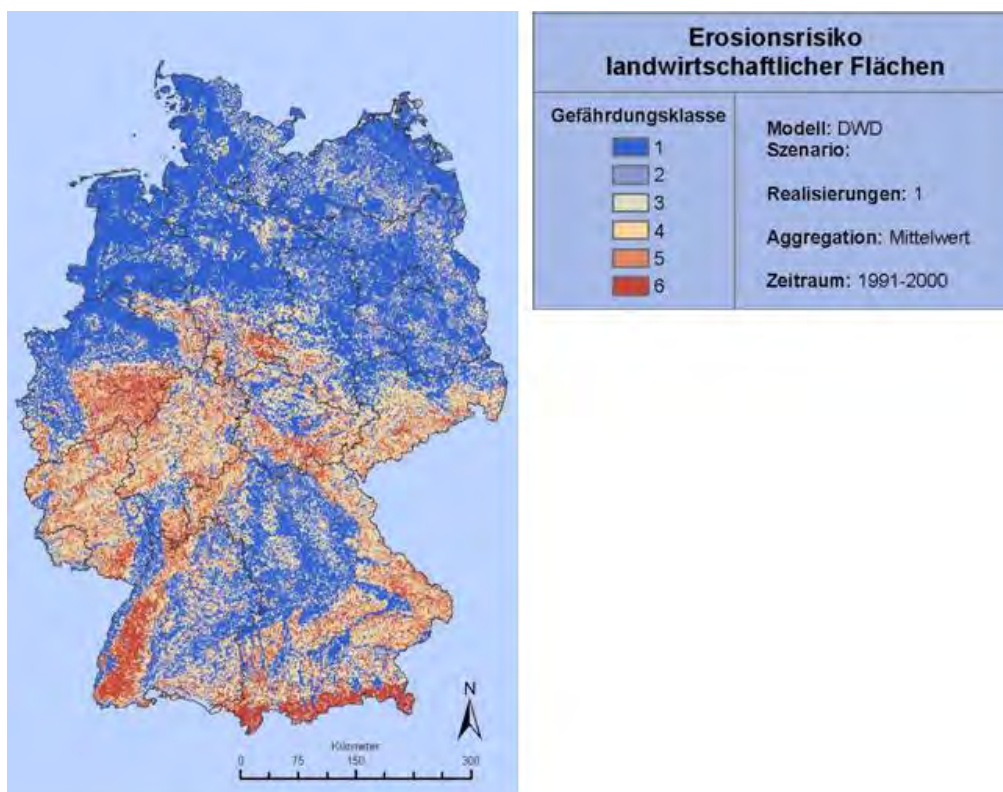 Erosionsrisiko
landwirtschaftlicher Flächen
Gefährdungsklasse
1
2
3
4
5
6
Modell: DWD
Szenario:
Realisierungen: 1
Aggregation: Mittelwert
Zeitraum: 1991-2000
N
Kilometer
0 75 150 300